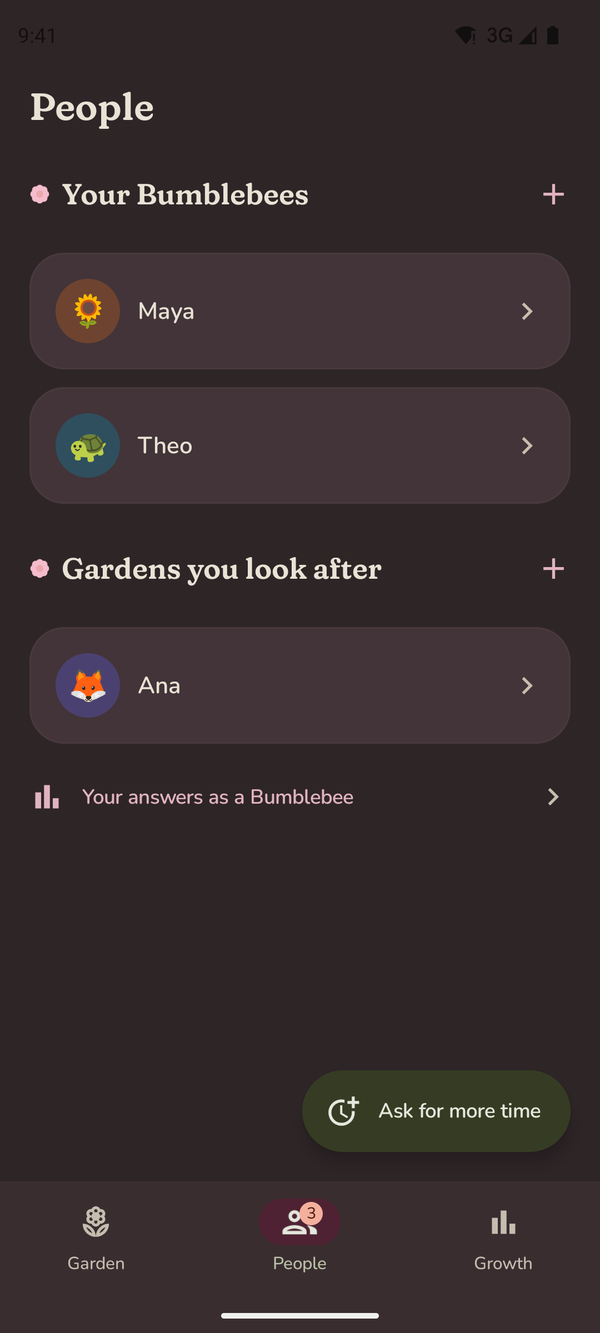 9:41
3G
People
Your Bumblebees
Maya
Theo
Gardens you look after
Ana
Your answers as a Bumblebee
Ask for more time
3
Garden
People
Growth